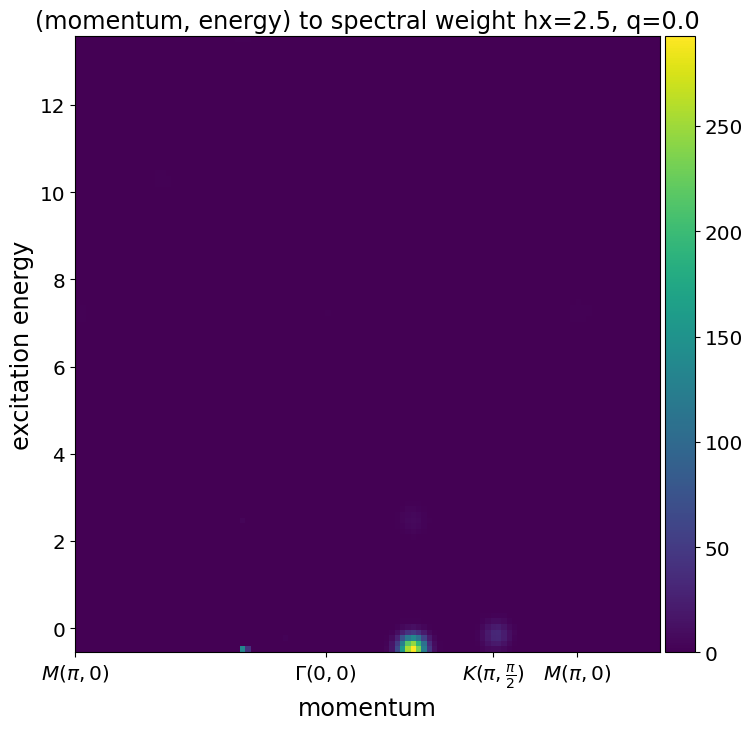 (momentum, energy) to spectral weight hx=2.5, q=0.0
excitation energy
12
10
8
6
4
2
0
250
200
150
100
50
0
M(π, 0)
Γ(0, 0)
K(π, π/2)
M(π, 0)
momentum